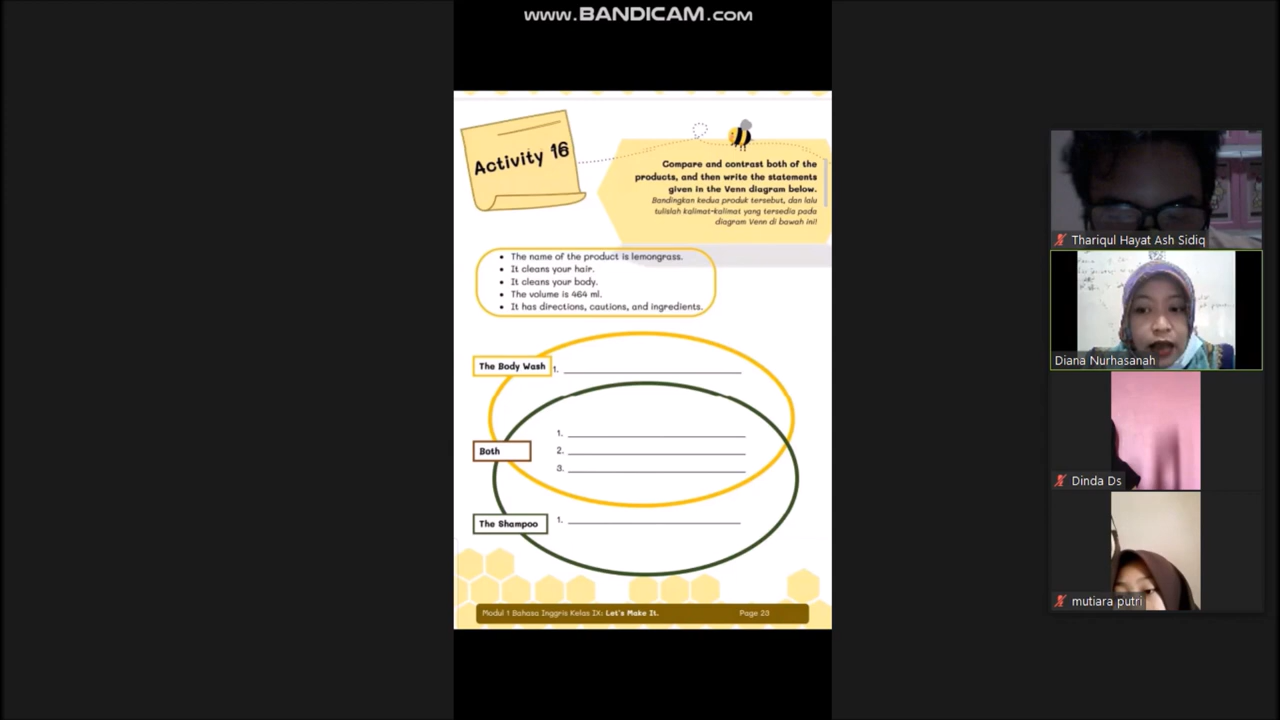 www.BANDICAM.com
Activity 16
Compare and contrast both of the
products, and then write the statements
given in the Venn diagram below.
Bandingkan kedua produk tersebut, dan lalu
tulislah kalimat-kalimat yang tersedia pada
diagram Venn di bawah ini!
• The name of the product is lemongrass.
• It cleans your hair.
• It cleans your body.
• The volume is 464 ml.
• It has directions, cautions, and ingredients.
The Body Wash
1.
Both
1.
2.
3.
The Shampoo
1.
Modul 1 Bahasa Inggris Kelas IX: Let's Make It.
Page 23
Thariqul Hayat Ash Sidiq
Diana Nurhasanah
Dinda Ds
mutiara putri